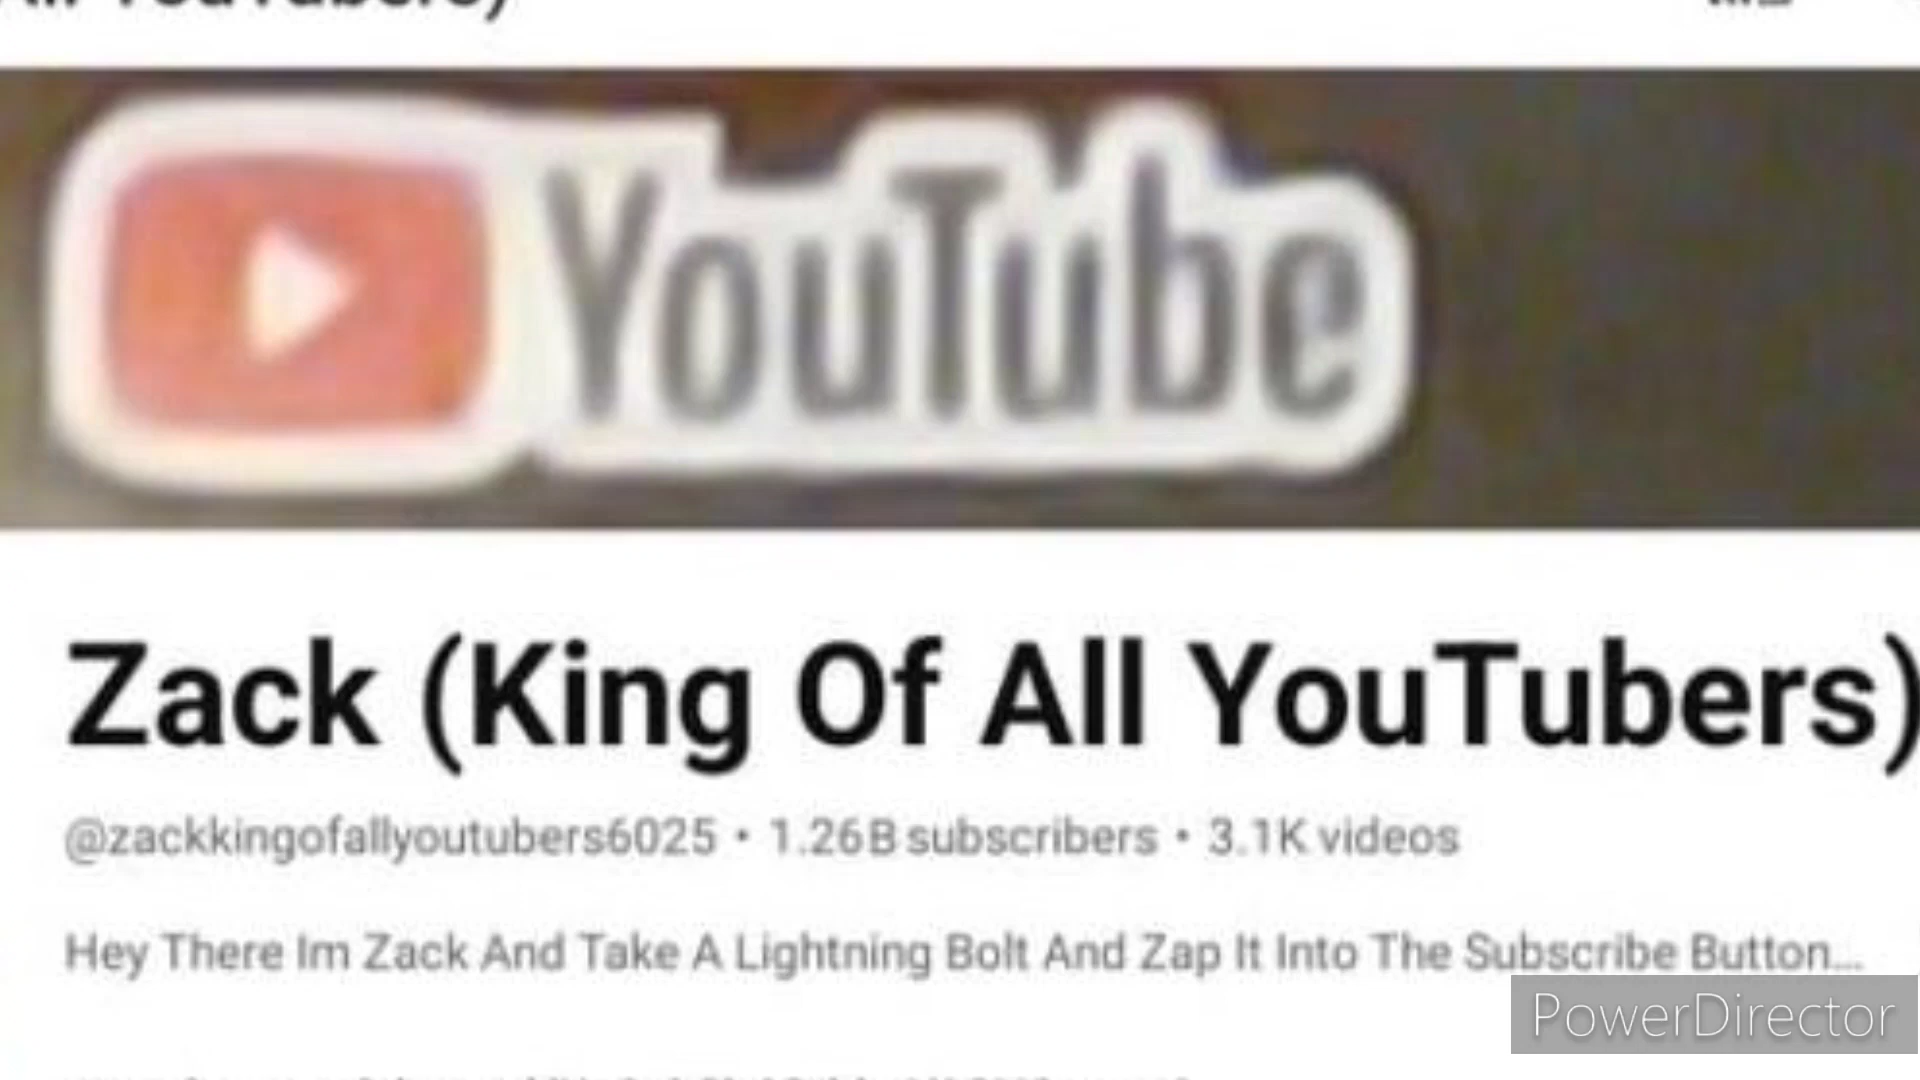 YouTube
Zack (King Of All YouTubers)
@zackkingofallyoutubers6025 • 1.26B subscribers • 3.1K videos
Hey There Im Zack And Take A Lightning Bolt And Zap It Into The Subscribe Button...
PowerDirector